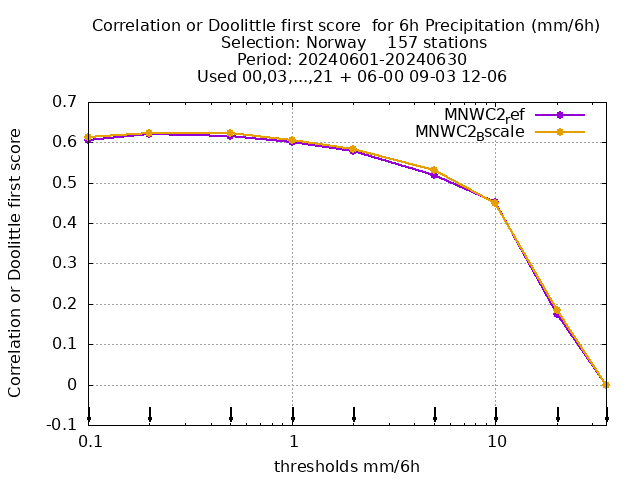 Correlation or Doolittle first score  for 6h Precipitation (mm/6h)
Selection: Norway    157 stations
Period: 20240601-20240630
Used 00,03,...,21 + 06-00 09-03 12-06
MNWC2ref
MNWC2Bscale
Correlation or Doolittle first score
0.7
0.6
0.5
0.4
0.3
0.2
0.1
0
-0.1
0.1 1 10
thresholds mm/6h